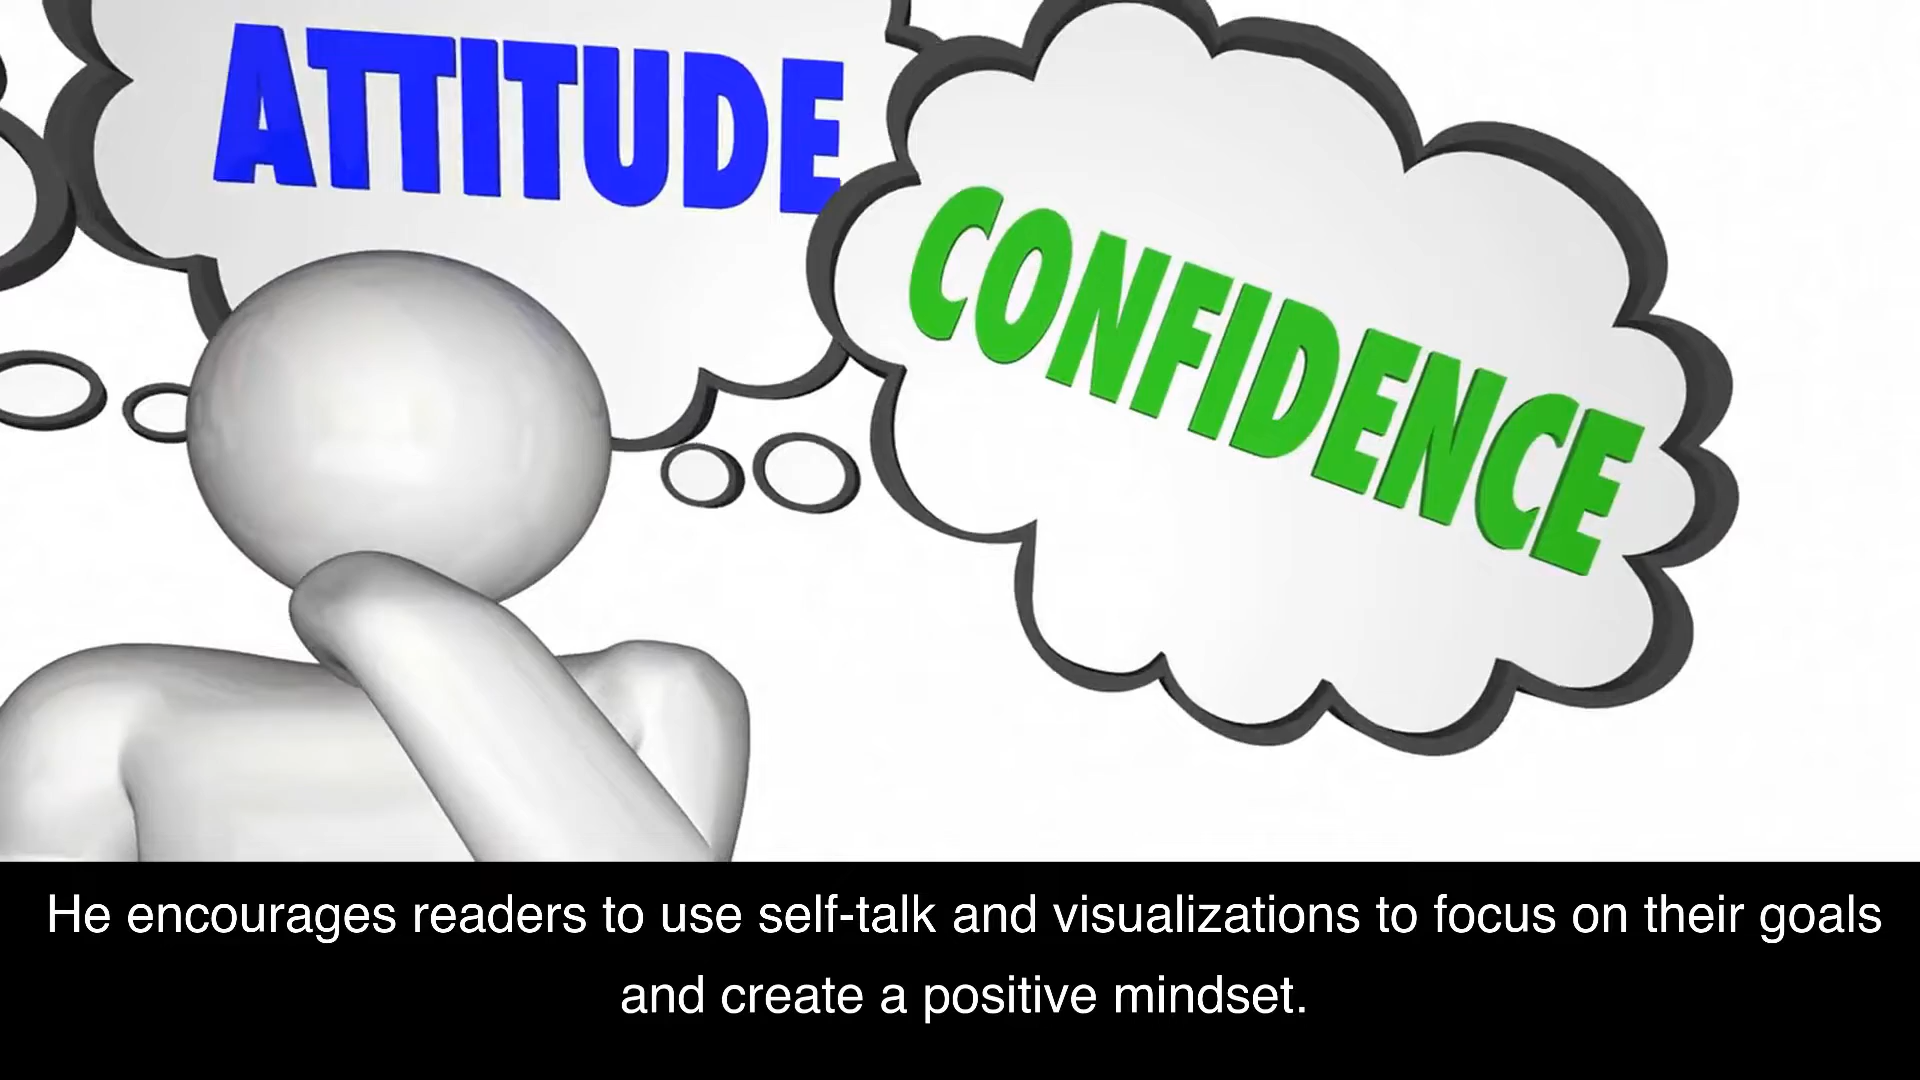 ATTITUDE
CONFIDENCE
He encourages readers to use self-talk and visualizations to focus on their goals
and create a positive mindset.